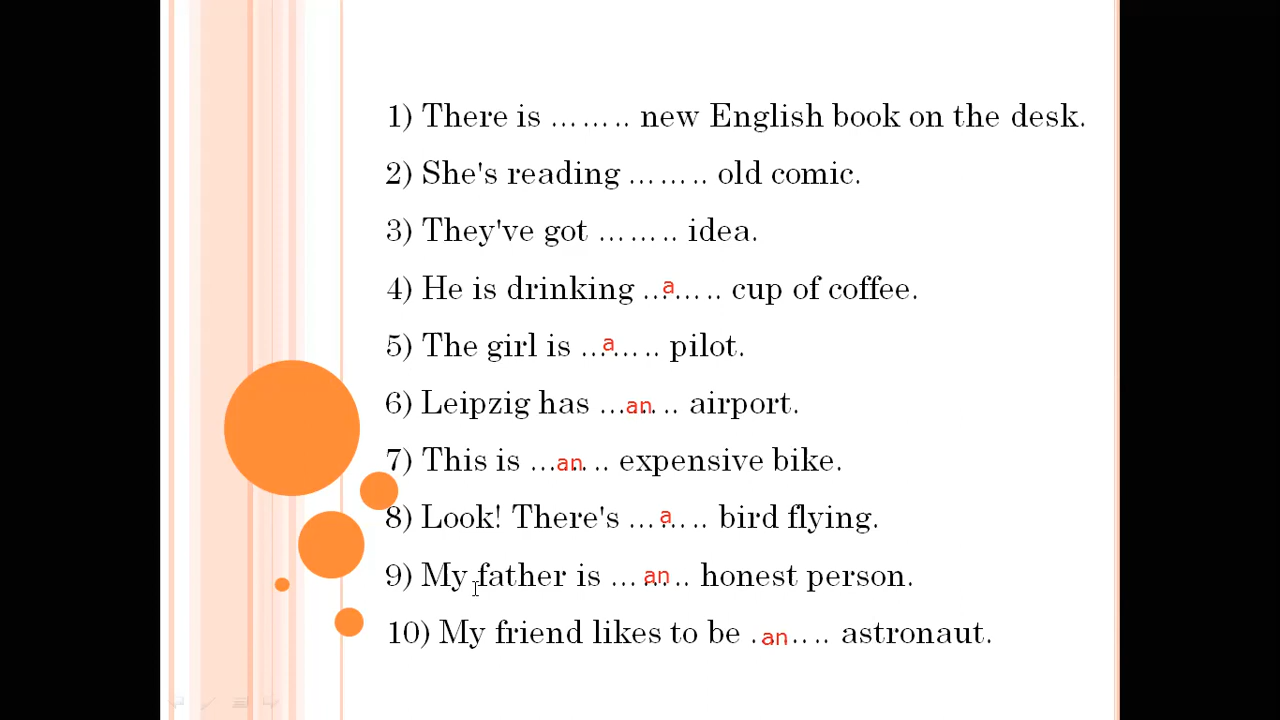 1) There is …….. new English book on the desk.
2) She's reading …….. old comic.
3) They've got …….. idea.
4) He is drinking ...a….. cup of coffee.
5) The girl is ...a….. pilot.
6) Leipzig has …an.. airport.
7) This is …an.. expensive bike.
8) Look! There's …a….. bird flying.
9) My father is …an.. honest person.
10) My friend likes to be .an…. astronaut.